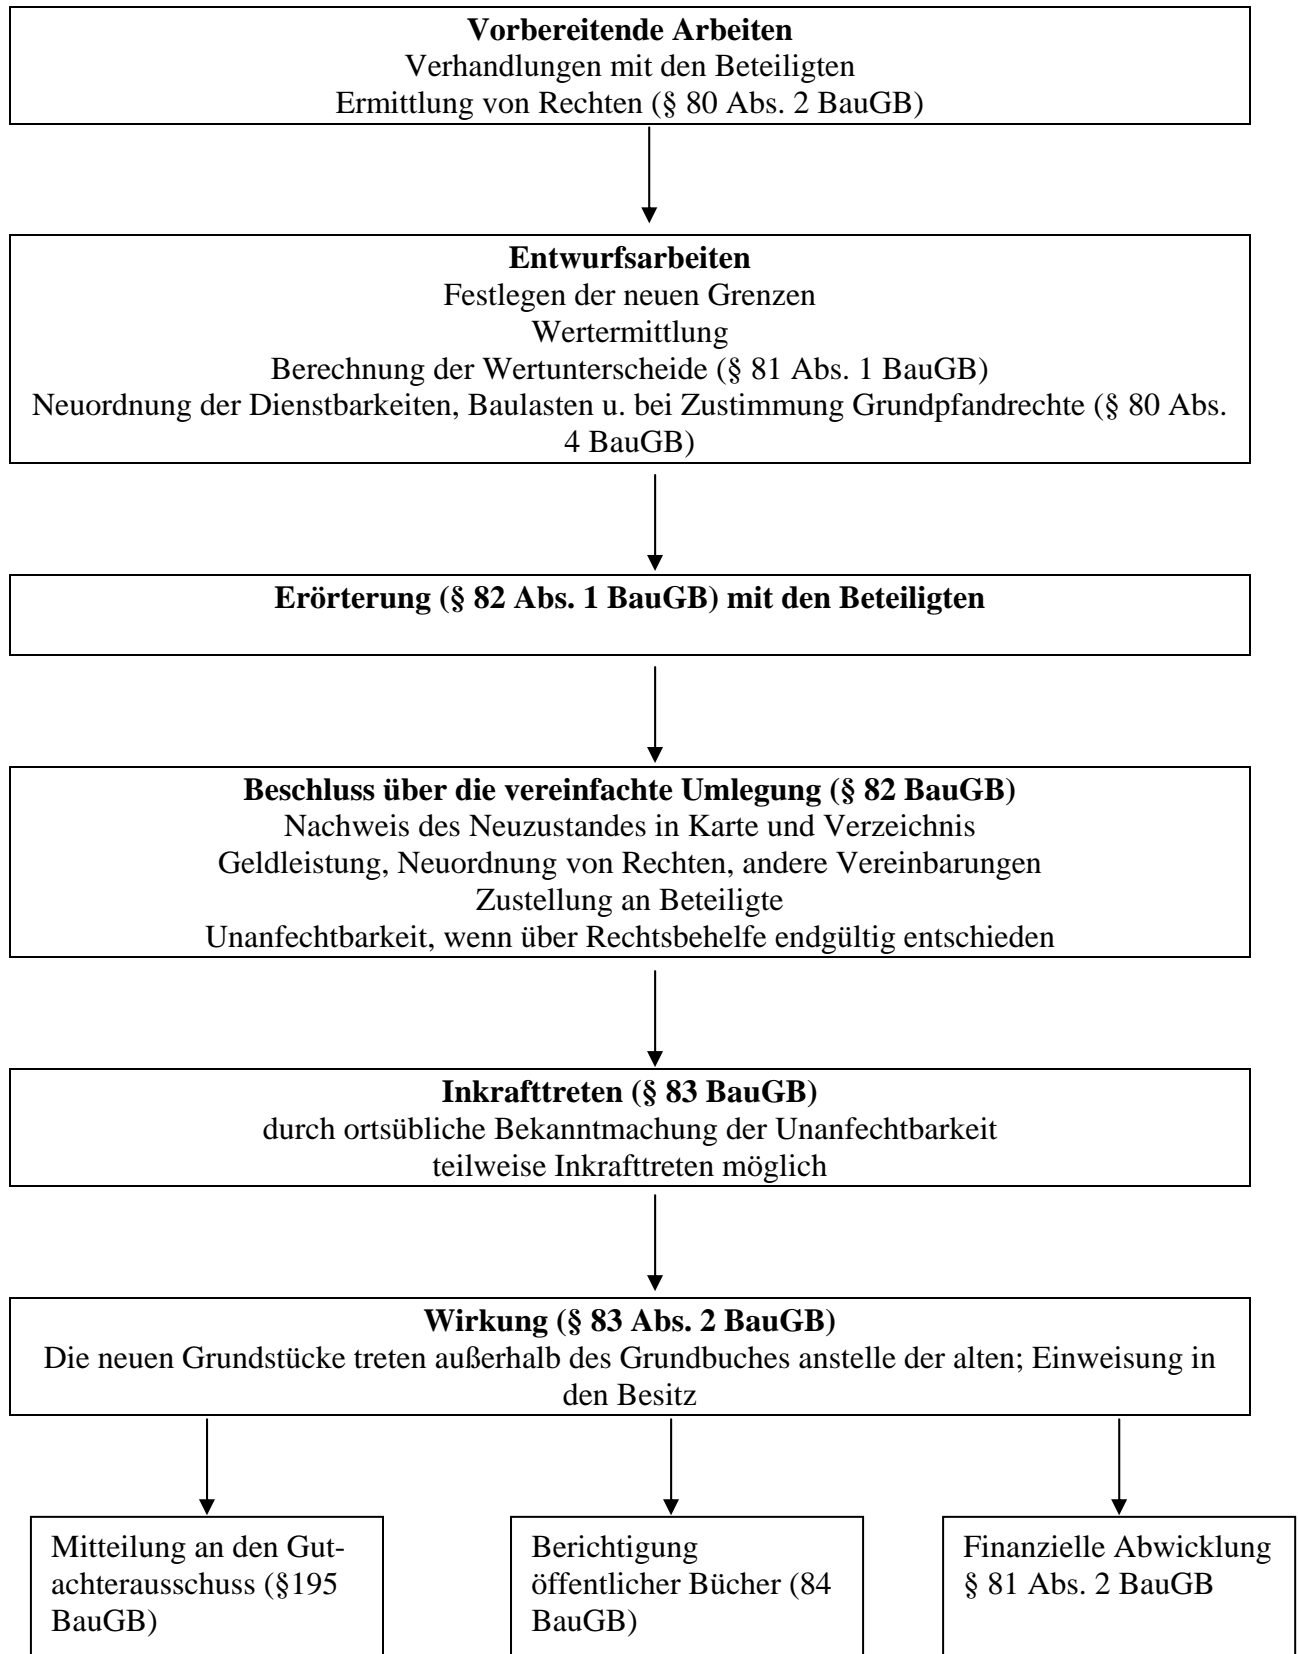 Vorbereitende Arbeiten
Verhandlungen mit den Beteiligten
Ermittlung von Rechten (§ 80 Abs. 2 BauGB)
Entwurfsarbeiten
Festlegen der neuen Grenzen
Wertermittlung
Berechnung der Wertunterscheide (§ 81 Abs. 1 BauGB)
Neuordnung der Dienstbarkeiten, Baulasten u. bei Zustimmung Grundpfandrechte (§ 80 Abs.
4 BauGB)
Erörterung (§ 82 Abs. 1 BauGB) mit den Beteiligten
Beschluss über die vereinfachte Umlegung (§ 82 BauGB)
Nachweis des Neuzustandes in Karte und Verzeichnis
Geldleistung, Neuordnung von Rechten, andere Vereinbarungen
Zustellung an Beteiligte
Unanfechtbarkeit, wenn über Rechtsbehelfe endgültig entschieden
Inkrafttreten (§ 83 BauGB)
durch ortsübliche Bekanntmachung der Unanfechtbarkeit
teilweise Inkrafttreten möglich
Wirkung (§ 83 Abs. 2 BauGB)
Die neuen Grundstücke treten außerhalb des Grundbuches anstelle der alten; Einweisung in
den Besitz
Mitteilung an den Gut-
achterausschuss (§195
BauGB)
Berichtigung
öffentlicher Bücher (84
BauGB)
Finanzielle Abwicklung
§ 81 Abs. 2 BauGB